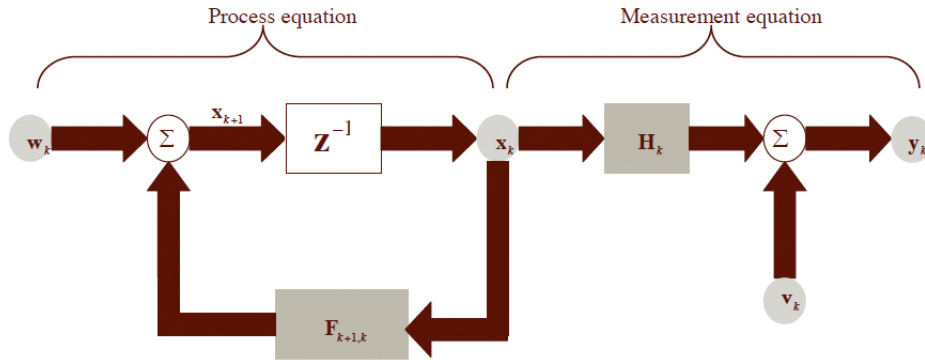 Process equation
Measurement equation
w_k
Σ
x_{k+1}
Z^{-1}
x_k
H_k
Σ
y_k
v_k
F_{k+1,k}